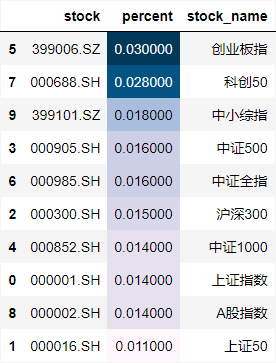 stock percent stock_name
5 399006.SZ 0.030000 创业板指
7 000688.SH 0.028000 科创50
9 399101.SZ 0.018000 中小综指
3 000905.SH 0.016000 中证500
6 000985.SH 0.016000 中证全指
2 000300.SH 0.015000 沪深300
4 000852.SH 0.014000 中证1000
0 000001.SH 0.014000 上证指数
8 000002.SH 0.014000 A股指数
1 000016.SH 0.011000 上证50